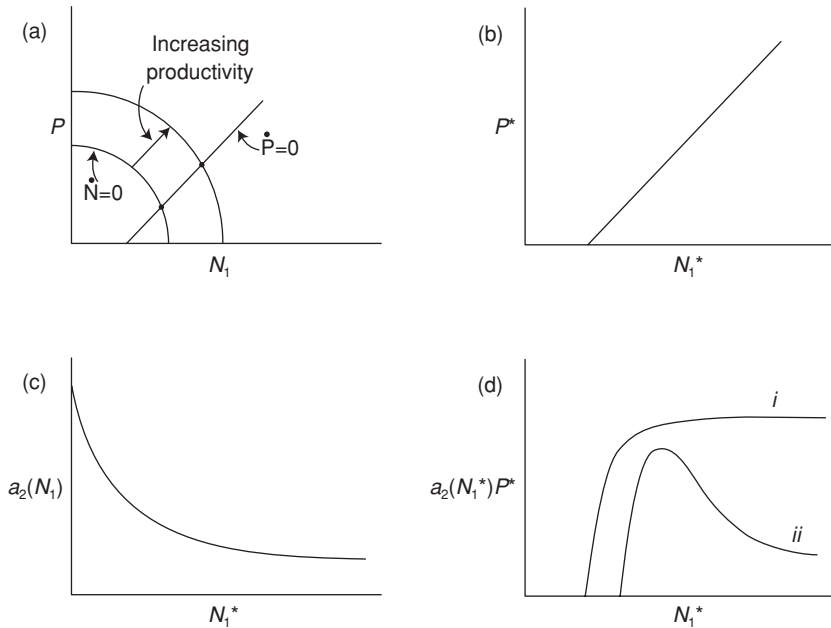 (a)
Increasing
productivity
P
Ṗ=0
Ṅ=0
N₁
(b)
P*
N₁*
(c)
a₂(N₁)
N₁*
(d)
i
a₂(N₁*)P*
ii
N₁*